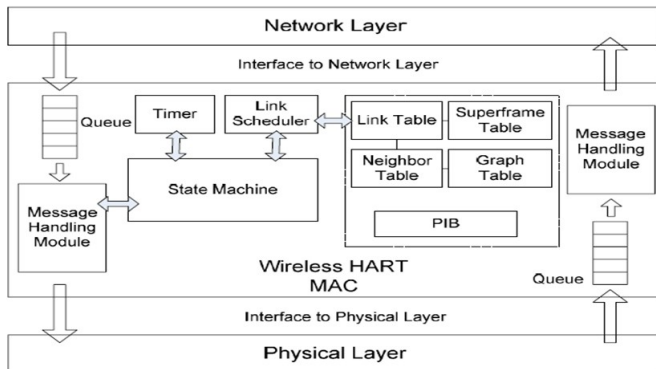 Network Layer
Interface to Network Layer
Queue
Timer
Link
Scheduler
Link Table
Superframe
Table
Neighbor
Table
Graph
Table
PIB
State Machine
Message
Handling
Module
Message
Handling
Module
Queue
Wireless HART
MAC
Interface to Physical Layer
Physical Layer